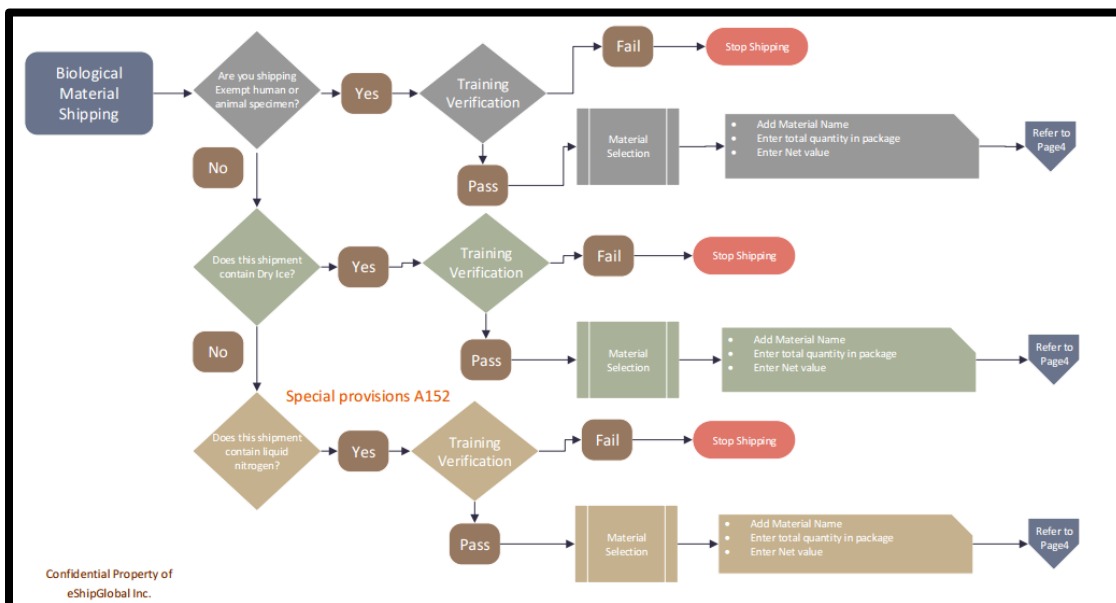 Biological
Material
Shipping
Are you shipping
Exempt human or
animal specimen?
Yes
Training
Verification
Fail
Stop Shipping
Pass
Material
Selection
• Add Material Name
• Enter total quantity in package
• Enter Net value
Refer to
Page4
No
Does this shipment
contain Dry Ice?
Yes
Training
Verification
Fail
Stop Shipping
Pass
Material
Selection
• Add Material Name
• Enter total quantity in package
• Enter Net value
Refer to
Page4
No
Special provisions A152
Does this shipment
contain liquid
nitrogen?
Yes
Training
Verification
Fail
Stop Shipping
Pass
Material
Selection
• Add Material Name
• Enter total quantity in package
• Enter Net value
Refer to
Page4
Confidential Property of
eShipGlobal Inc.